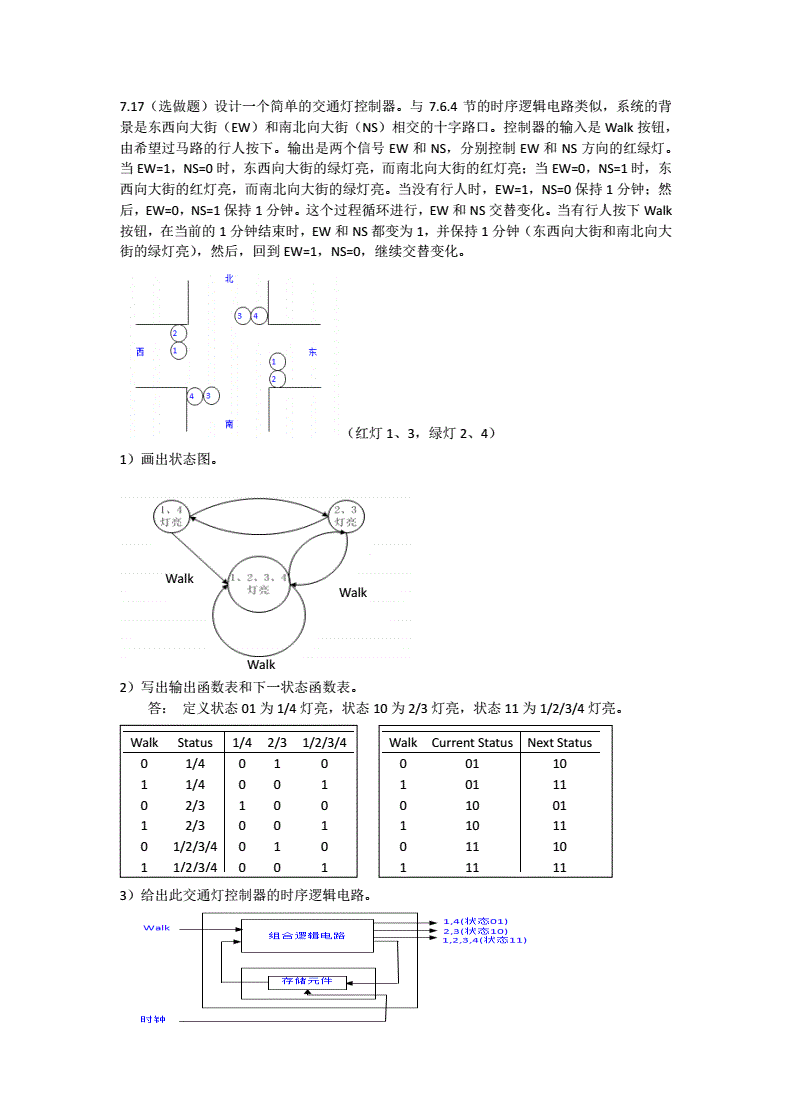 7.17（选做题）设计一个简单的交通灯控制器。与 7.6.4 节的时序逻辑电路类似，系统的背
景是东西向大街（EW）和南北向大街（NS）相交的十字路口。控制器的输入是 Walk 按钮，
由希望过马路的行人按下。输出是两个信号 EW 和 NS，分别控制 EW 和 NS 方向的红绿灯。
当 EW=1，NS=0 时，东西向大街的绿灯亮，而南北向大街的红灯亮；当 EW=0，NS=1 时，东
西向大街的红灯亮，而南北向大街的绿灯亮。当没有行人时，EW=1，NS=0 保持 1 分钟；然
后，EW=0，NS=1 保持 1 分钟。这个过程循环进行，EW 和 NS 交替变化。当有行人按下 Walk
按钮，在当前的 1 分钟结束时，EW 和 NS 都变为 1，并保持 1 分钟（东西向大街和南北向大
街的绿灯亮），然后，回到 EW=1，NS=0，继续交替变化。
北
3 4
2
西 1 东
1
2
4 3
南
（红灯 1、3，绿灯 2、4）
1）画出状态图。
1、4 2、3
灯亮 灯亮
Walk 1、2、3、4
灯亮 Walk
Walk
2）写出输出函数表和下一状态函数表。
答： 定义状态 01 为 1/4 灯亮，状态 10 为 2/3 灯亮，状态 11 为 1/2/3/4 灯亮。
Walk Status 1/4 2/3 1/2/3/4 Walk Current Status Next Status
0 1/4 0 1 0 0 01 10
1 1/4 0 0 1 1 01 11
0 2/3 1 0 0 0 10 01
1 2/3 0 0 1 1 10 11
0 1/2/3/4 0 1 0 0 11 10
1 1/2/3/4 0 0 1 1 11 11
3）给出此交通灯控制器的时序逻辑电路。
Walk 组合逻辑电路 1,4(状态01)
2,3(状态10)
1,2,3,4(状态11)
存储元件
时钟